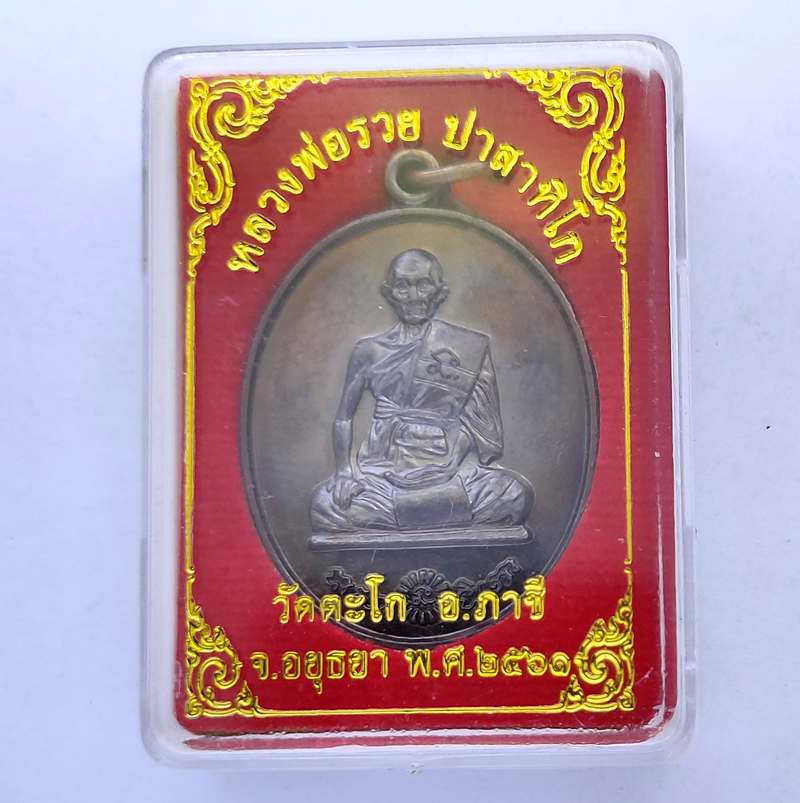 หลวงพ่อรวย ปาสาทิโก
วัดตะโก อ.ภาชี
จ.อยุธยา พ.ศ.๒๕๖๑